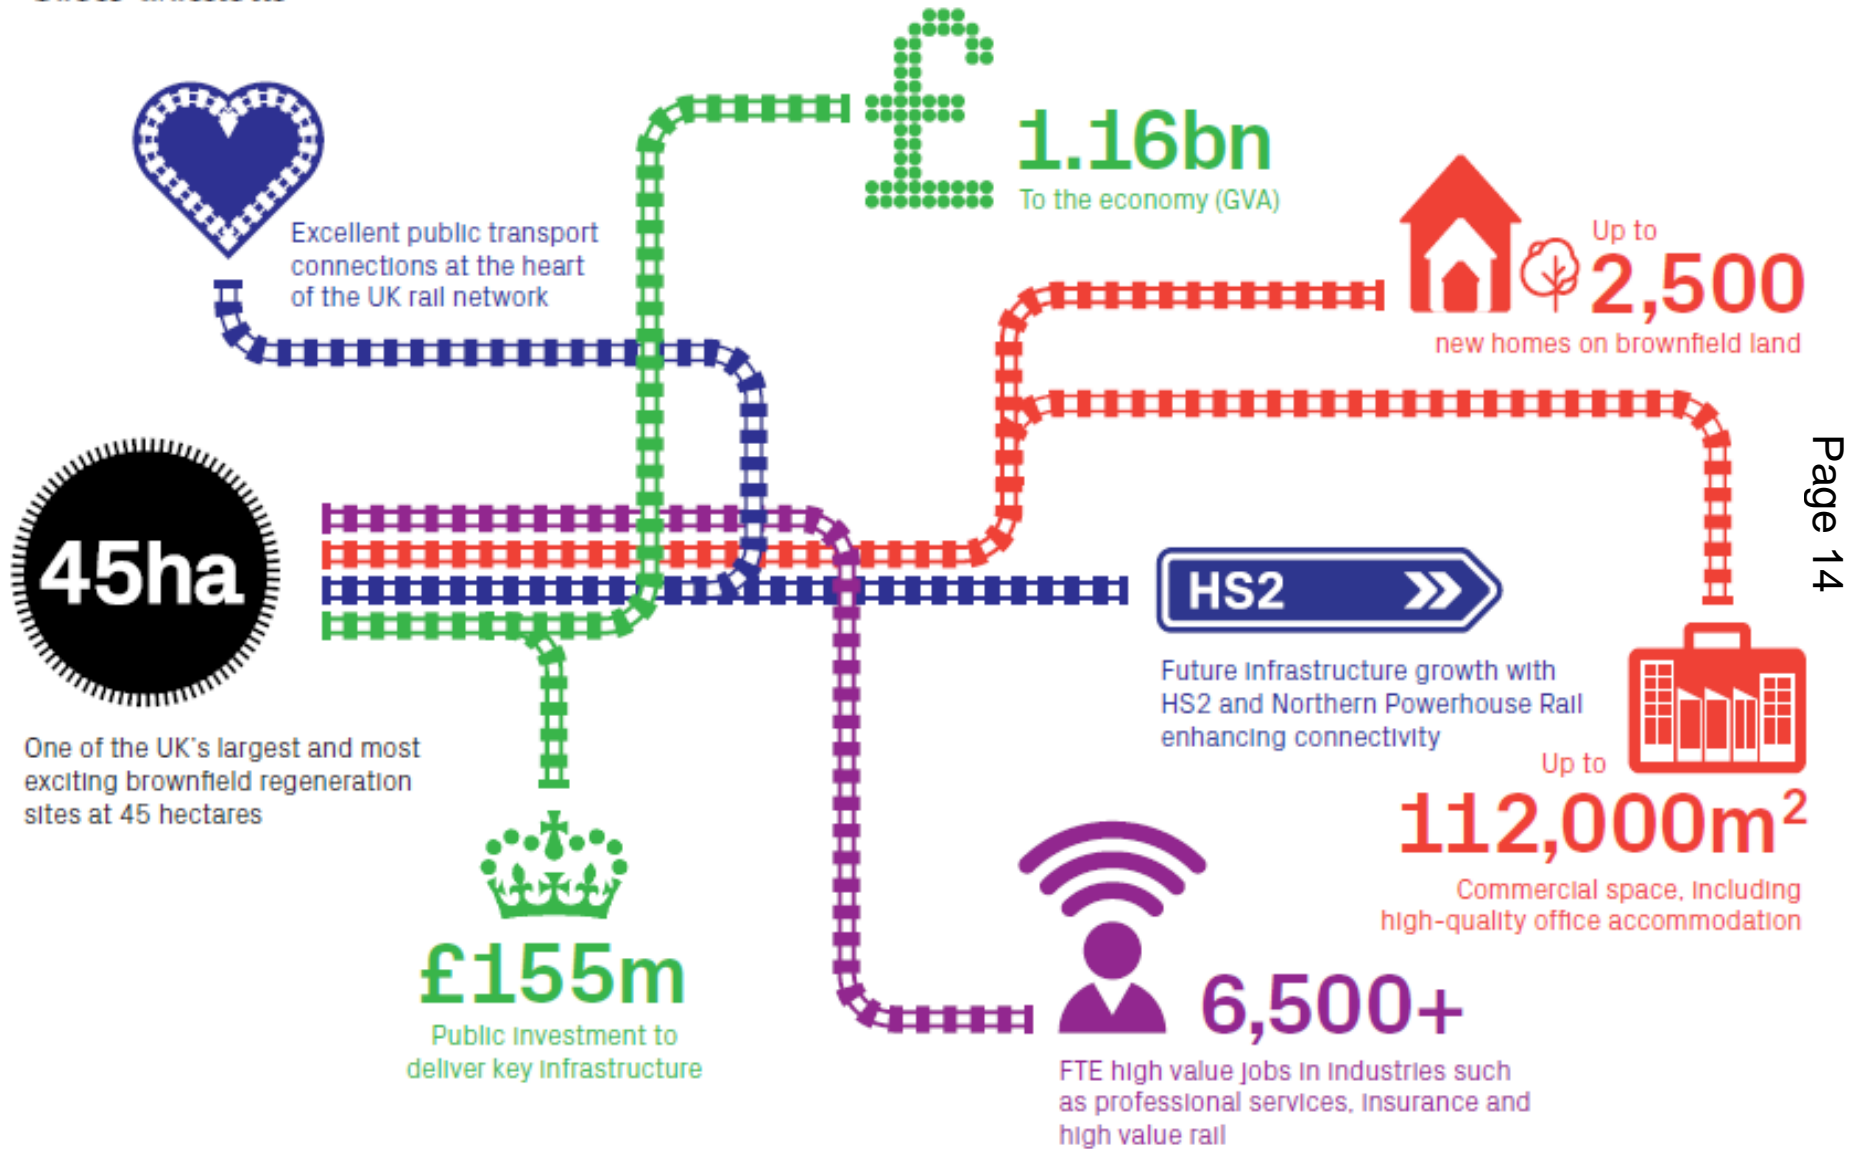 Excellent public transport
connections at the heart
of the UK rail network
£
1.16bn
To the economy (GVA)
Up to
2,500
new homes on brownfield land
45ha
One of the UK's largest and most
exciting brownfield regeneration
sites at 45 hectares
HS2
Future infrastructure growth with
HS2 and Northern Powerhouse Rail
enhancing connectivity
Up to
112,000m²
Commercial space, including
high-quality office accommodation
£155m
Public investment to
deliver key infrastructure
6,500+
FTE high value jobs in industries such
as professional services, insurance and
high value rail
Page 14